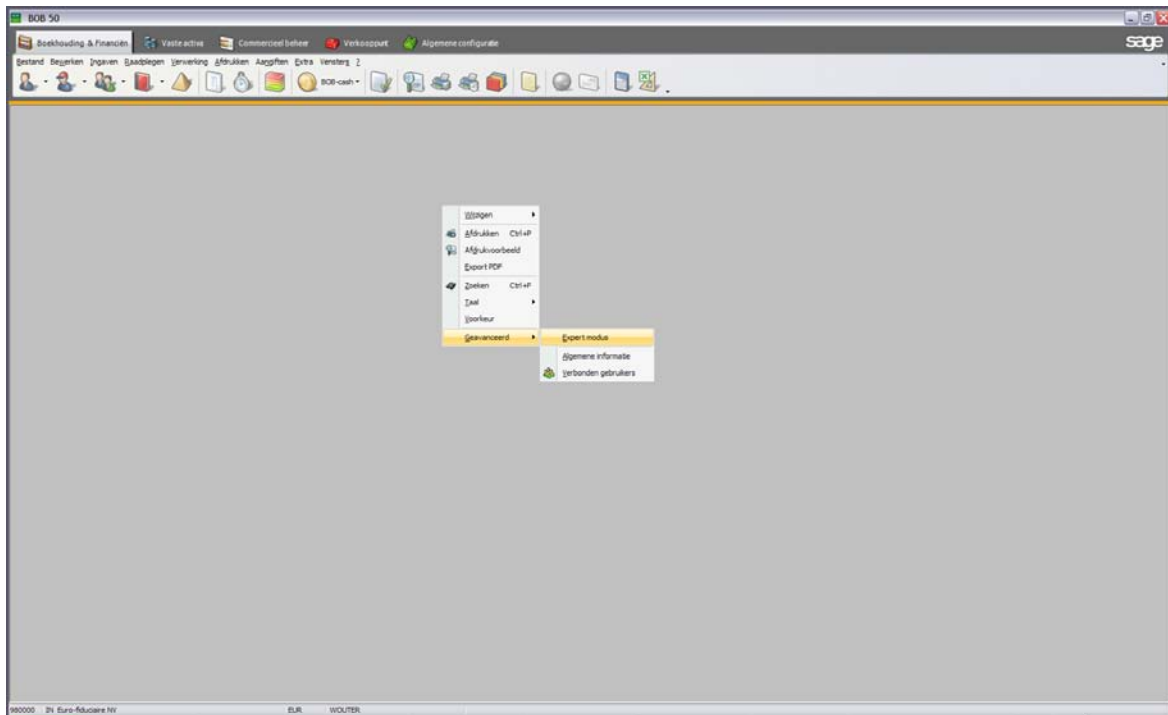 BOB 50
Boekhouding & Financiën Vaste activa Commercieel beheer Verkooppunt Algemene configuratie
sage
Bestand Bewerken Ingaven Raadplegen Verwerking Afdrukken Aangiften Extra Vensters ?
BOB-cash
Wijzigen
Afdrukken Ctrl+P
Afdrukvoorbeeld
Export PDF
Zoeken Ctrl+F
Taal
Voorkeur
Geavanceerd Expert modus
Algemene informatie
Verbonden gebruikers
980000 IN Euro-fiduciaire NV EUR WOUTER